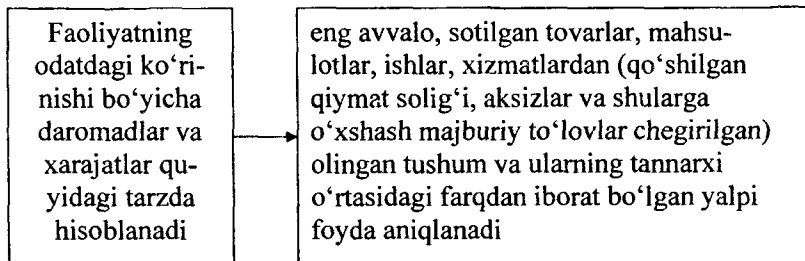 Faoliyatning
odatdagi ko‘ri-
nishi bo‘yicha
daromadlar va
xarajatlar qu-
yidagi tarzda
hisoblanadi
eng avvalo, sotilgan tovarlar, mahsu-
lotlar, ishlar, xizmatlardan (qo‘shilgan
qiymat solig‘i, aksizlar va shularga
o‘xshash majburiy to‘lovlar chegirilgan)
olingan tushum va ularning tannarxi
o‘rtasidagi farqdan iborat bo‘lgan yalpi
foyda aniqlanadi